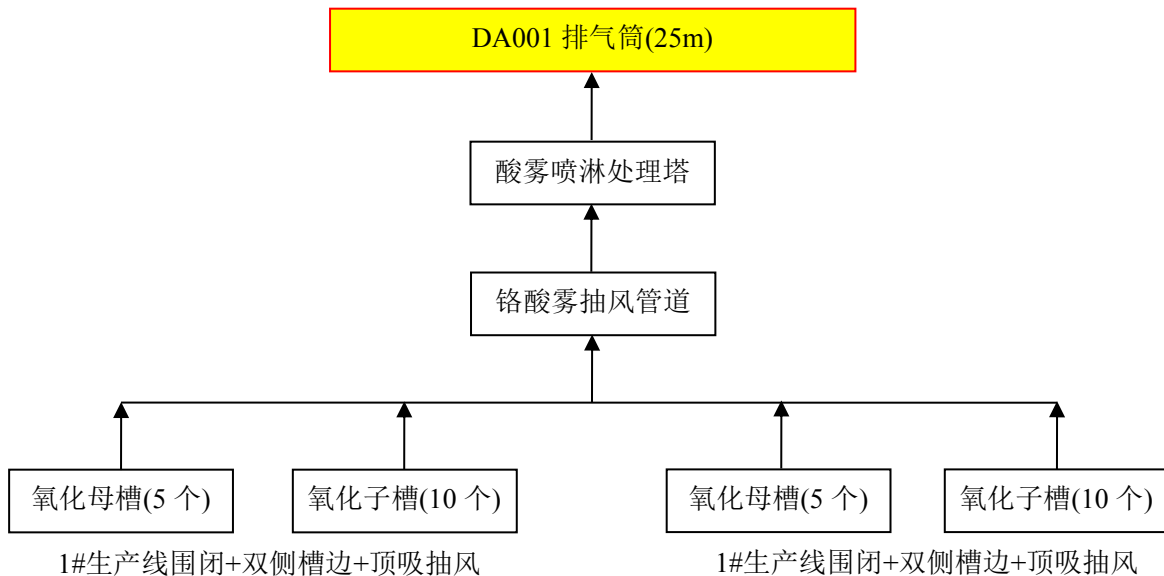 DA001 排气筒(25m)
酸雾喷淋处理塔
铬酸雾抽风管道
氧化母槽(5 个)
氧化子槽(10 个)
氧化母槽(5 个)
氧化子槽(10 个)
1#生产线围闭+双侧槽边+顶吸抽风
1#生产线围闭+双侧槽边+顶吸抽风